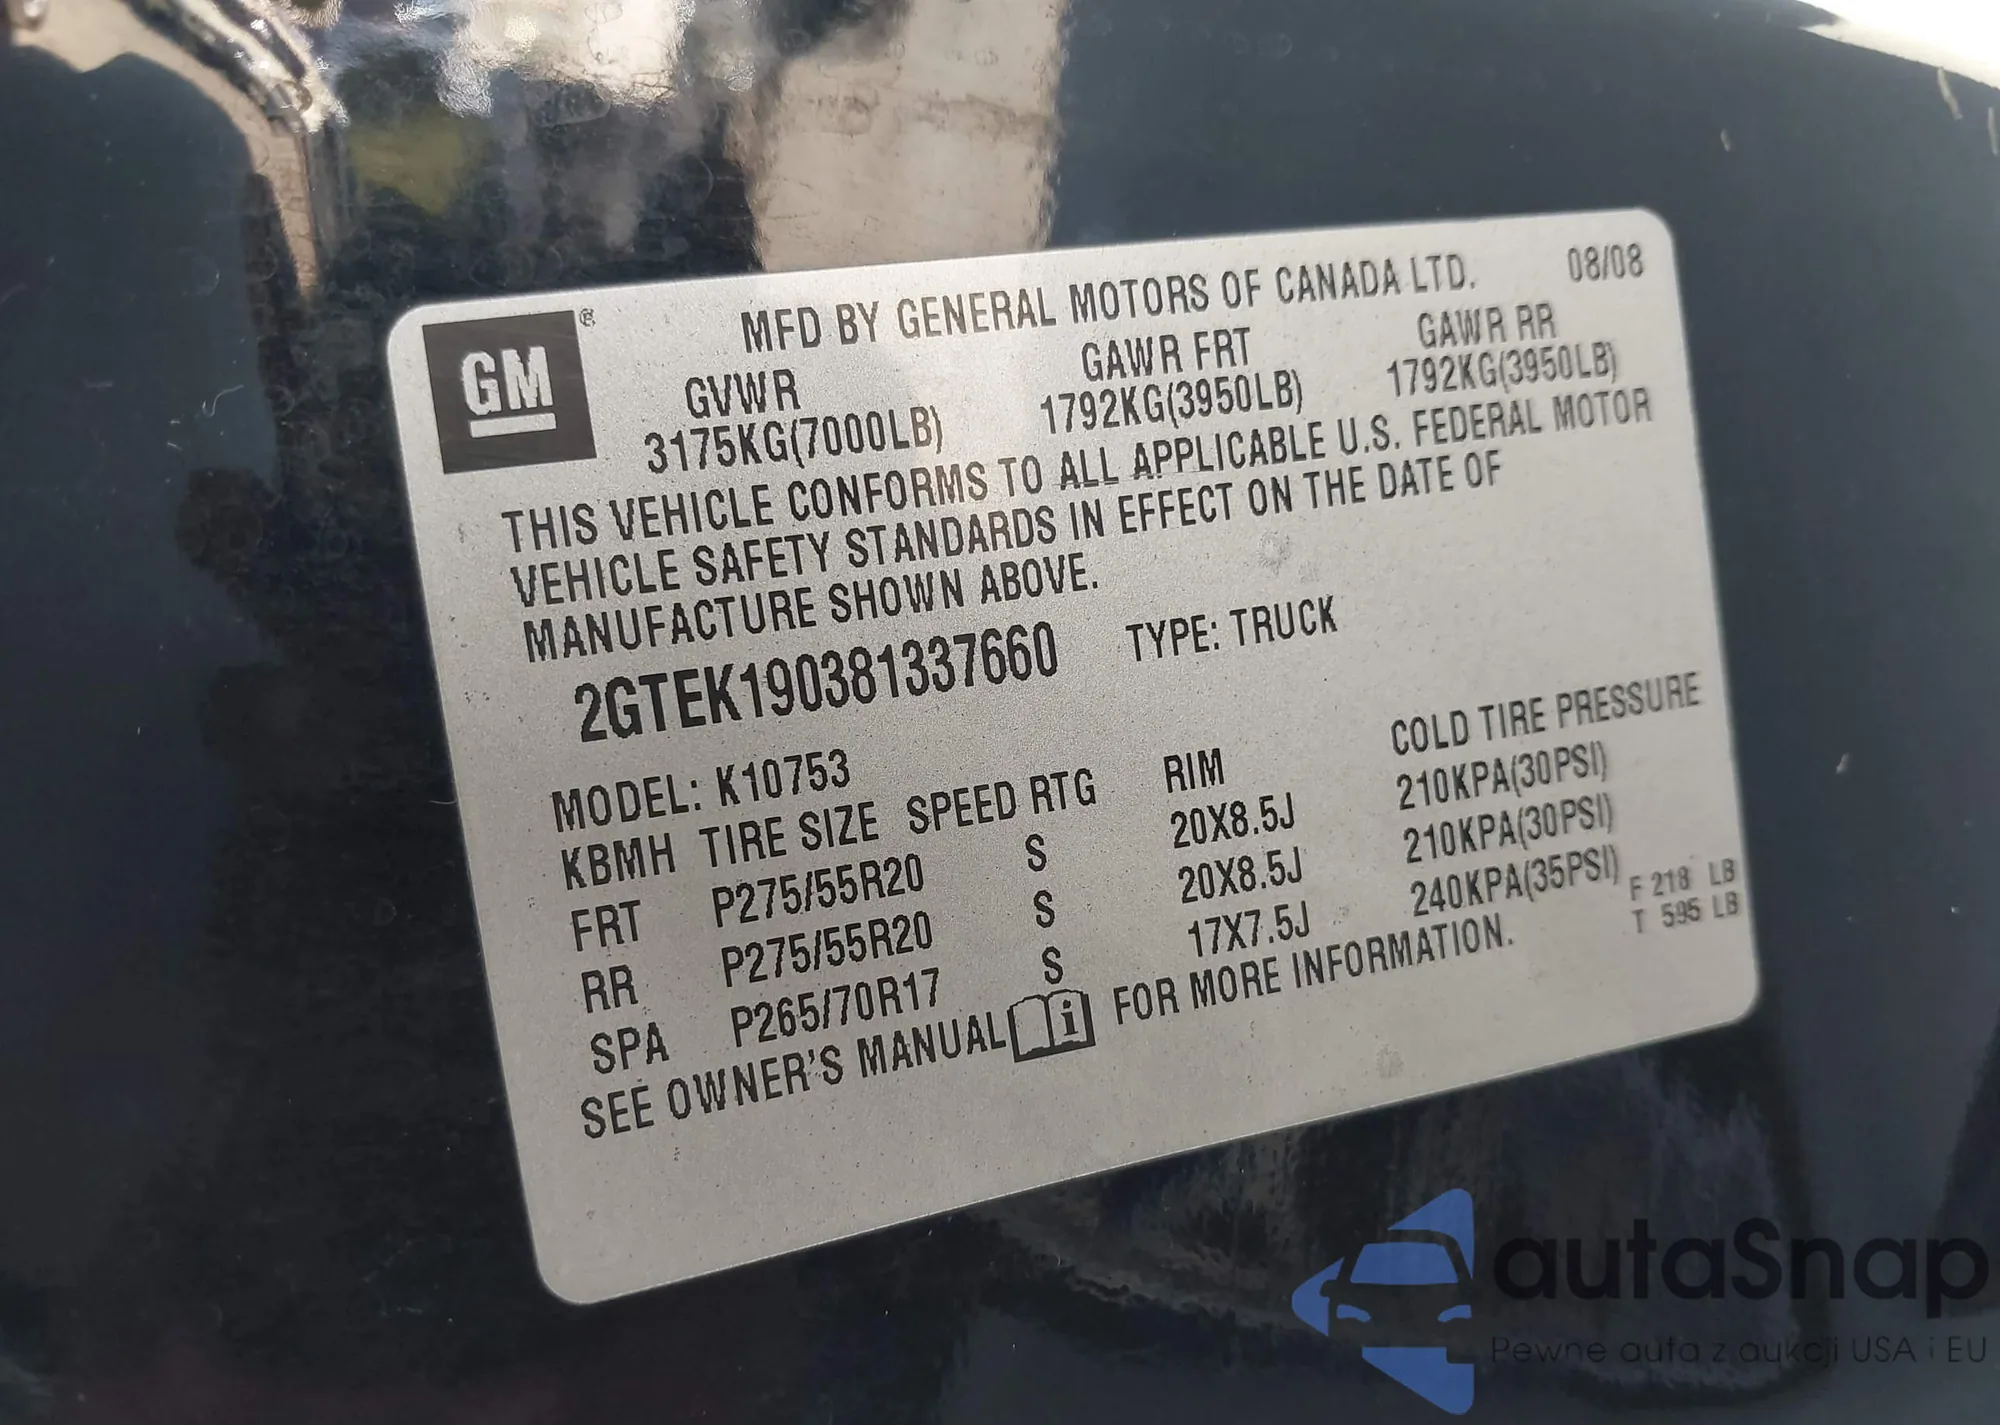 MFD BY GENERAL MOTORS OF CANADA LTD. 08/08
GM ®
GVWR GAWR FRT GAWR RR
3175KG(7000LB) 1792KG(3950LB) 1792KG(3950LB)
THIS VEHICLE CONFORMS TO ALL APPLICABLE U.S. FEDERAL MOTOR
VEHICLE SAFETY STANDARDS IN EFFECT ON THE DATE OF
MANUFACTURE SHOWN ABOVE.
2GTEK190381337660 TYPE: TRUCK
MODEL: K10753 COLD TIRE PRESSURE
KBMH TIRE SIZE SPEED RTG RIM
FRT P275/55R20 S 20X8.5J 210KPA(30PSI)
RR P275/55R20 S 20X8.5J 210KPA(30PSI)
SPA P265/70R17 S 17X7.5J 240KPA(35PSI)
F 218 LB
T 595 LB
SEE OWNER'S MANUAL i FOR MORE INFORMATION.
autaSnap
Pewne auta z aukcji USA i EU